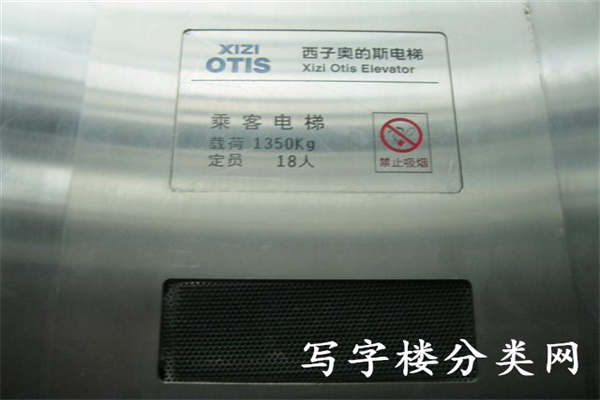 XIZI
OTIS
西子奥的斯电梯
Xizi Otis Elevator
乘客电梯
载荷 1350Kg
定员 18人
禁止吸烟
写字楼分类网